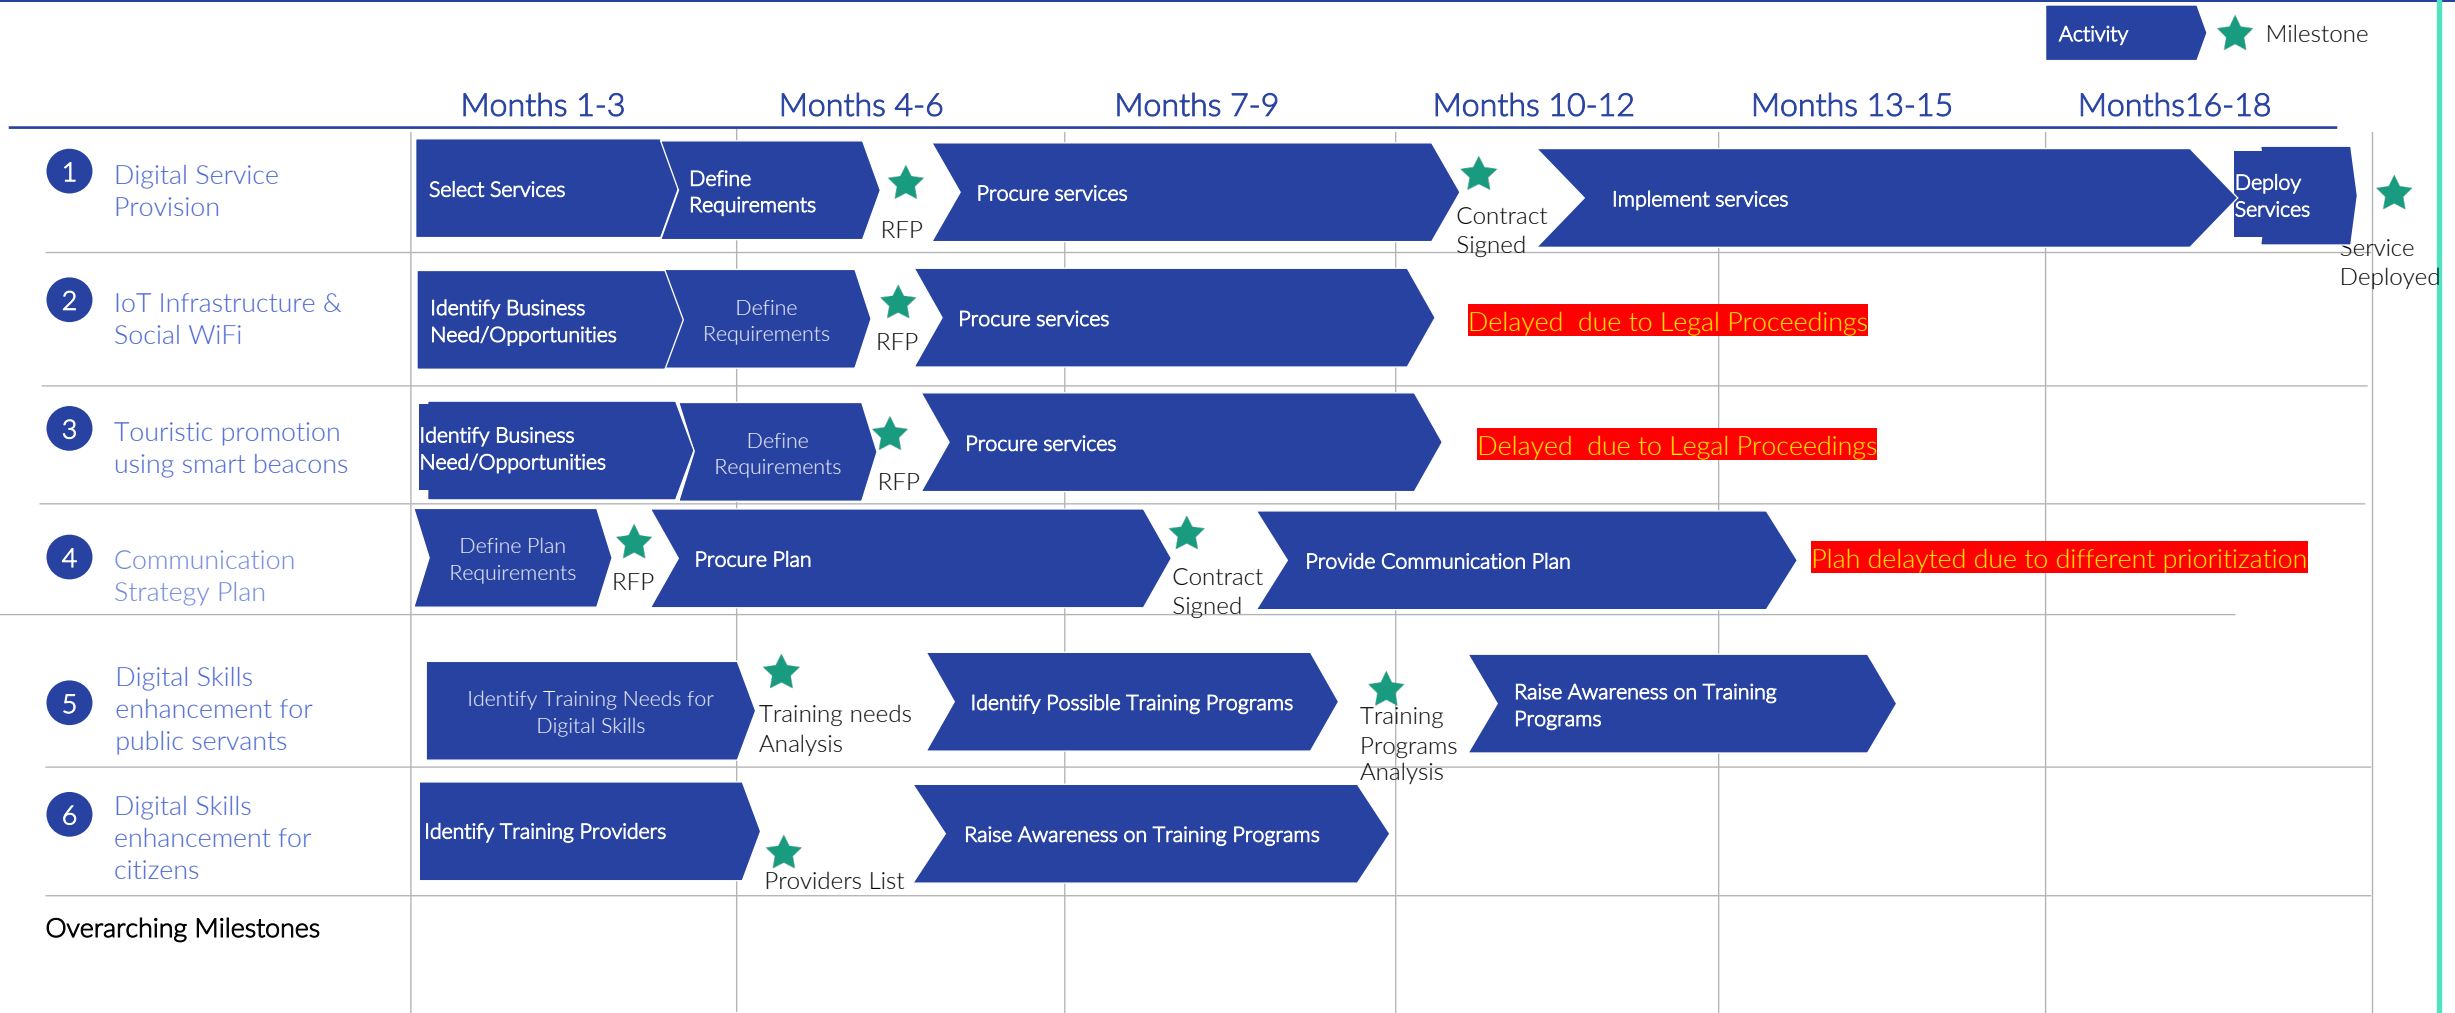 Activity
Milestone
Months 1-3
Months 4-6
Months 7-9
Months 10-12
Months 13-15
Months16-18
1
Digital Service
Provision
Select Services
Define
Requirements
RFP
Procure services
Contract
Signed
Implement services
Deploy
Services
Service
Deployed
2
IoT Infrastructure &
Social WiFi
Identify Business
Need/Opportunities
Define
Requirements
RFP
Procure services
Delayed  due to Legal Proceedings
3
Touristic promotion
using smart beacons
Identify Business
Need/Opportunities
Define
Requirements
RFP
Procure services
Delayed  due to Legal Proceedings
4
Communication
Strategy Plan
Define Plan
Requirements
RFP
Procure Plan
Contract
Signed
Provide Communication Plan
Plah delayted due to different prioritization
5
Digital Skills
enhancement for
public servants
Identify Training Needs for
Digital Skills
Training needs
Analysis
Identify Possible Training Programs
Training
Programs
Analysis
Raise Awareness on Training
Programs
6
Digital Skills
enhancement for
citizens
Identify Training Providers
Providers List
Raise Awareness on Training Programs
Overarching Milestones